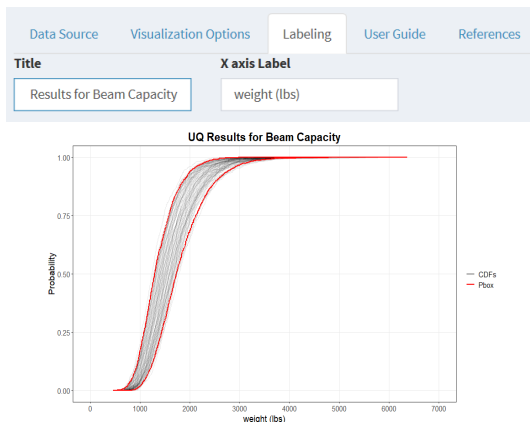 Data Source Visualization Options Labeling User Guide References
Title X axis Label
Results for Beam Capacity weight (lbs)
UQ Results for Beam Capacity
1.00
0.75
0.50
0.25
0.00
Probability
CDFs
Pbox
0 1000 2000 3000 4000 5000 6000 7000
weight (lbs)